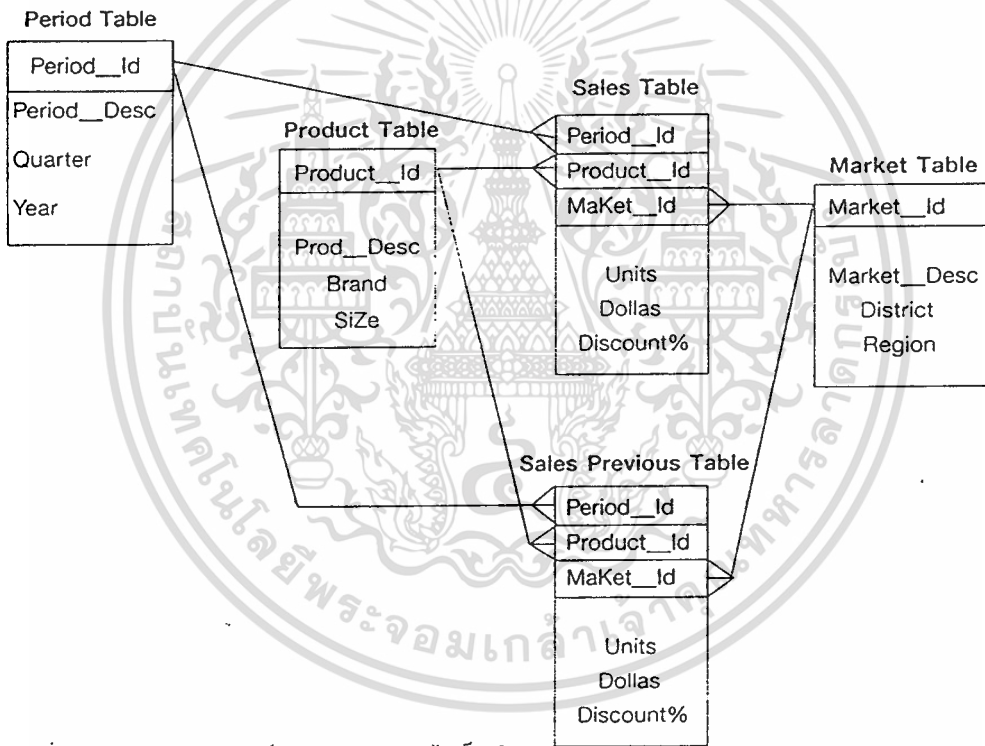 Period Table
Period__Id
Period__Desc
Quarter
Year
Product Table
Product__Id
Prod__Desc
Brand
SiZe
Sales Table
Period__Id
Product__Id
MaKet__Id
Units
Dollas
Discount%
Market Table
Market__Id
Market__Desc
District
Region
Sales Previous Table
Period__Id
Product__Id
MaKet__Id
Units
Dollas
Discount%